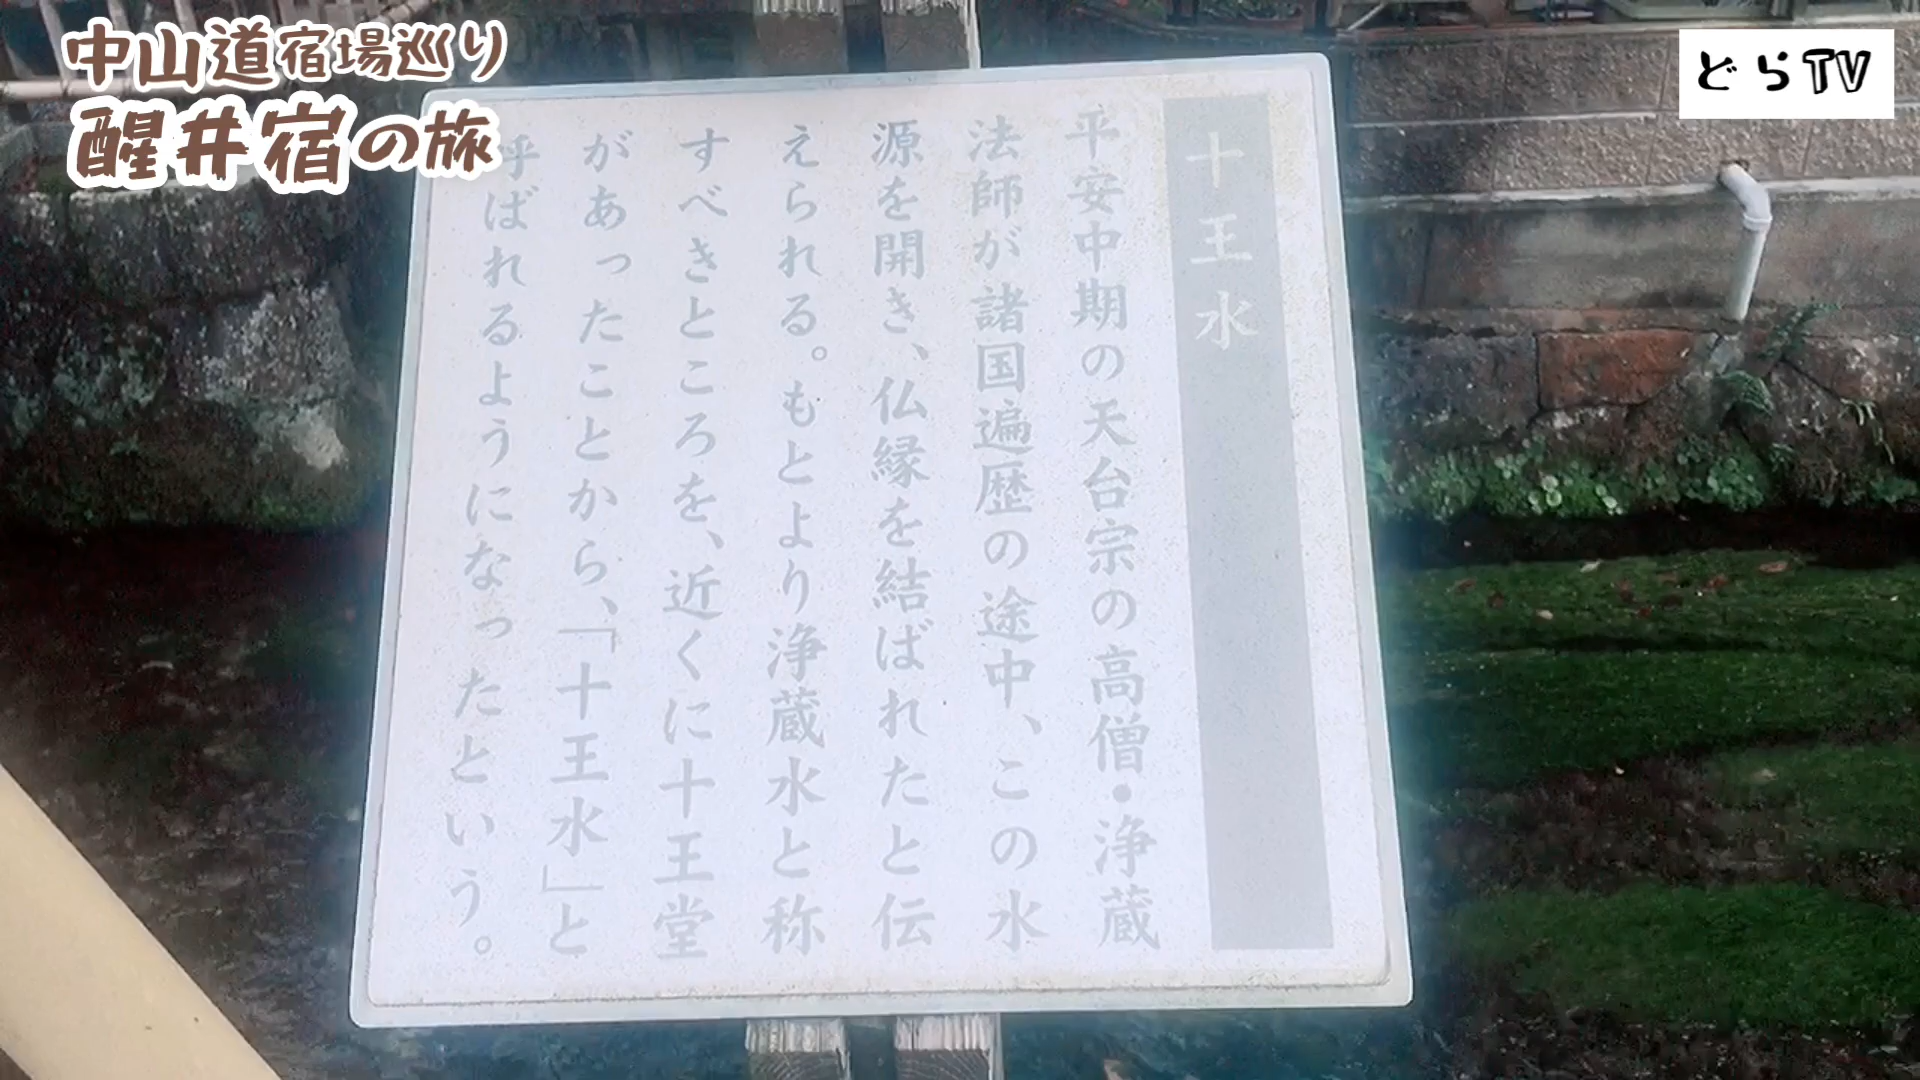 中山道宿場巡り
醒井宿の旅
どらTV
十王水
平安中期の天台宗の高僧・浄蔵
法師が諸国遍歴の途中、この水
源を開き、仏縁を結ばれたと伝
えられる。もとより浄蔵水と称
すべきところを、近くに十王堂
があったことから、「十王水」と
呼ばれるようになったという。